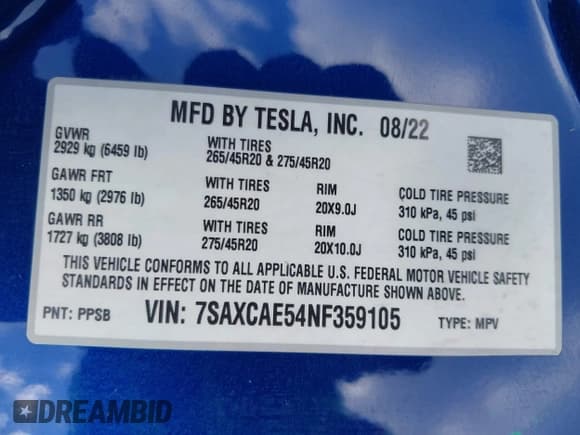 MFD BY TESLA, INC. 08/22
GVWR
2929 kg (6459 lb)
WITH TIRES
265/45R20 & 275/45R20
GAWR FRT
1350 kg (2976 lb)
WITH TIRES
265/45R20
RIM
20X9.0J
COLD TIRE PRESSURE
310 kPa, 45 psi
GAWR RR
1727 kg (3808 lb)
WITH TIRES
275/45R20
RIM
20X10.0J
COLD TIRE PRESSURE
310 kPa, 45 psi
THIS VEHICLE CONFORMS TO ALL APPLICABLE U.S. FEDERAL MOTOR VEHICLE SAFETY
STANDARDS IN EFFECT ON THE DATE OF MANUFACTURE SHOWN ABOVE.
PNT: PPSB VIN: 7SAXCAE54NF359105 TYPE: MPV
DREAMBID